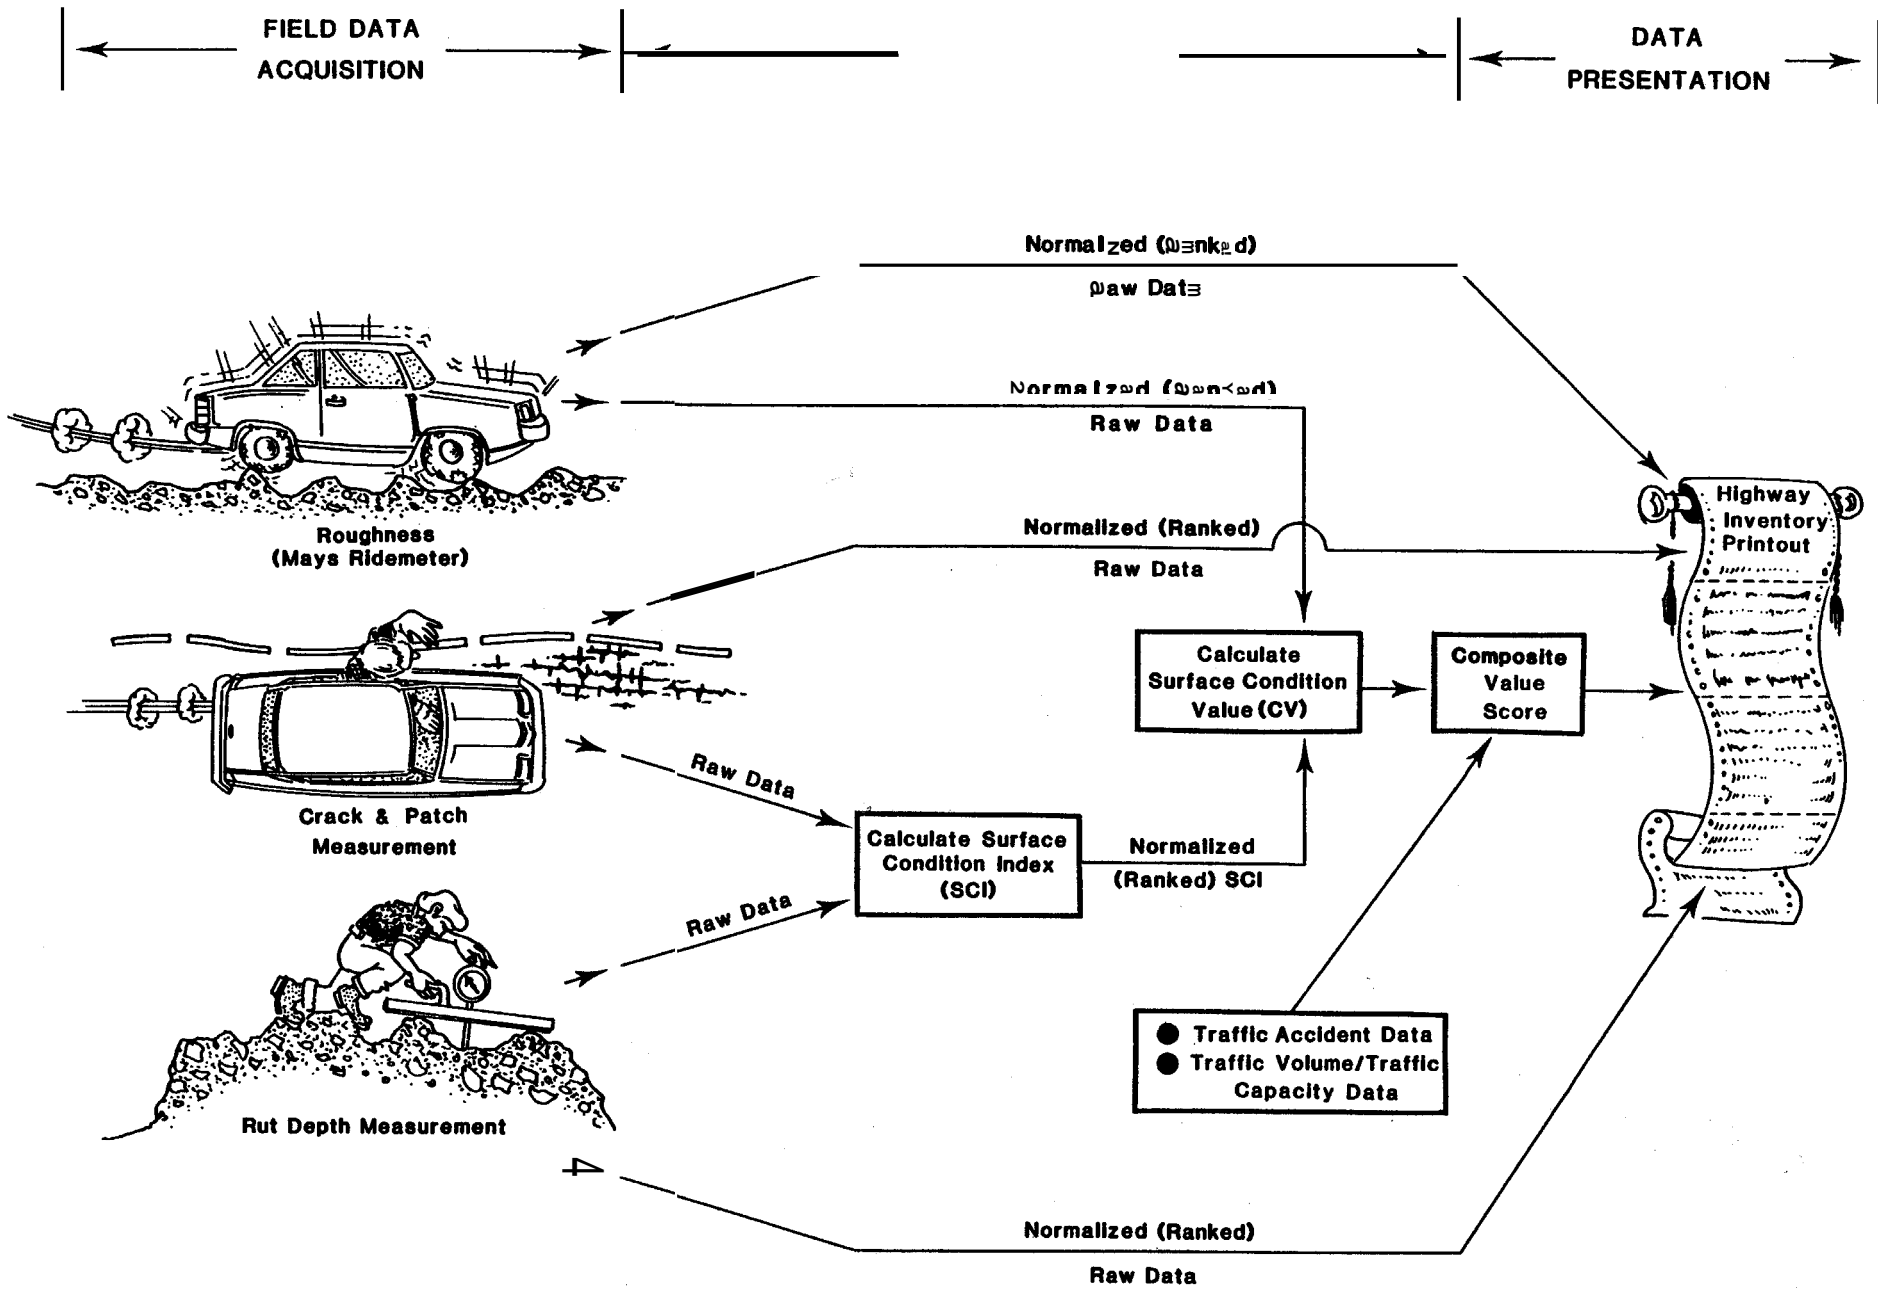 FIELD DATA
ACQUISITION
DATA
PRESENTATION
Raw Data
Normalized (Ranked)
Raw Data
Roughness
(Mays Ridemeter)
Highway
Inventory
Printout
Calculate
Surface Condition
Value (CV)
Composite
Value
Score
Raw Data
Crack & Patch
Measurement
Calculate Surface
Condition Index
(SCI)
Normalized
(Ranked) SCI
Raw Data
Rut Depth Measurement
● Traffic Accident Data
● Traffic Volume/Traffic
Capacity Data
Normalized (Ranked)
Raw Data